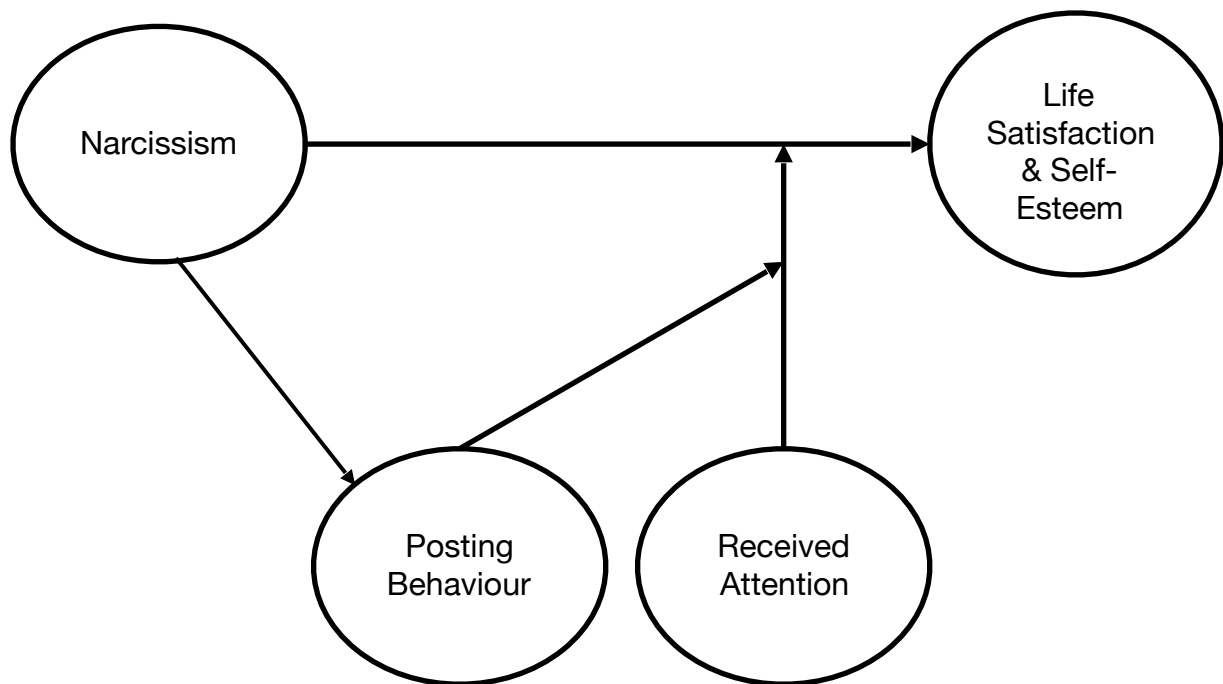 Narcissism
Life
Satisfaction
& Self-
Esteem
Posting
Behaviour
Received
Attention